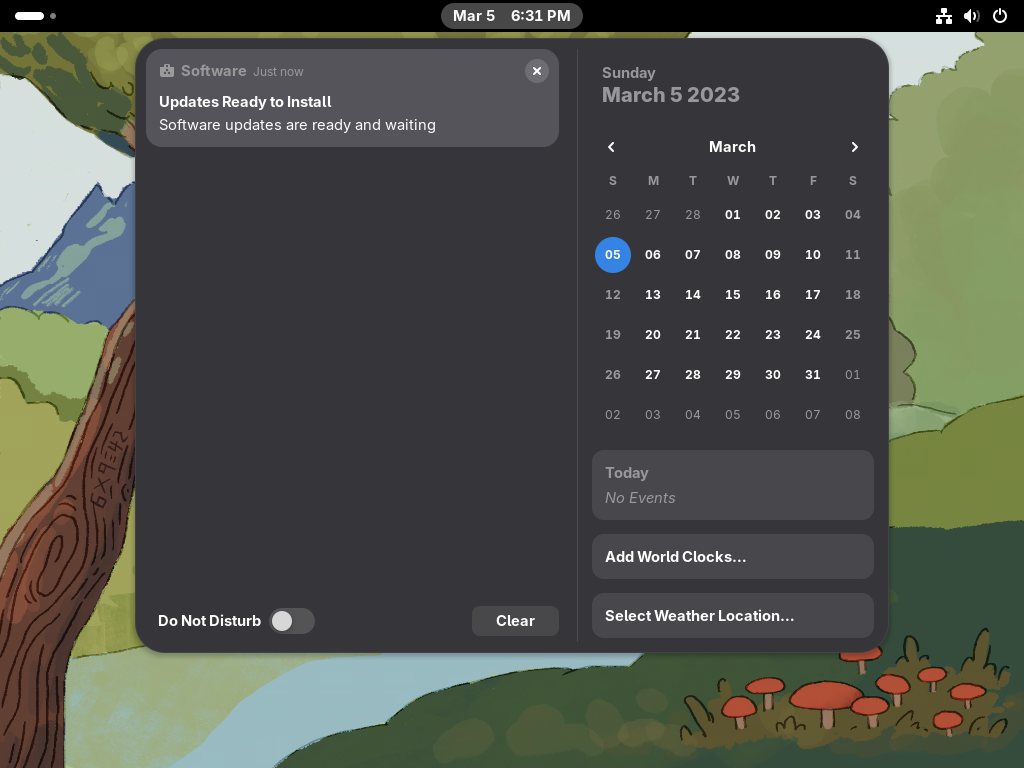 Mar 5 6:31 PM
Software Just now
Updates Ready to Install
Software updates are ready and waiting
Do Not Disturb
Clear
Sunday
March 5 2023
March
S M T W T F S
26 27 28 01 02 03 04
05 06 07 08 09 10 11
12 13 14 15 16 17 18
19 20 21 22 23 24 25
26 27 28 29 30 31 01
02 03 04 05 06 07 08
Today
No Events
Add World Clocks…
Select Weather Location…
6×9=42